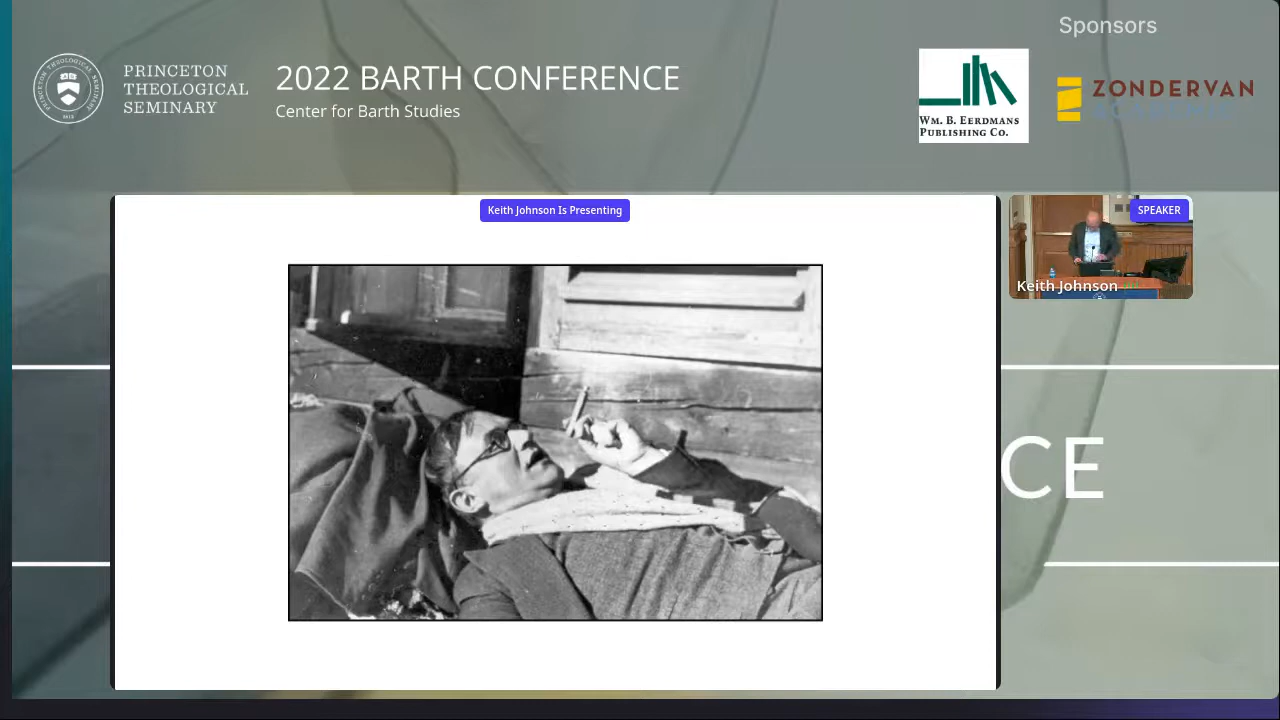 Sponsors
PRINCETON
THEOLOGICAL
SEMINARY
2022 BARTH CONFERENCE
Center for Barth Studies
WM. B. EERDMANS
PUBLISHING CO.
ZONDERVAN
ACADEMIC
Keith Johnson Is Presenting
SPEAKER
Keith Johnson
CE